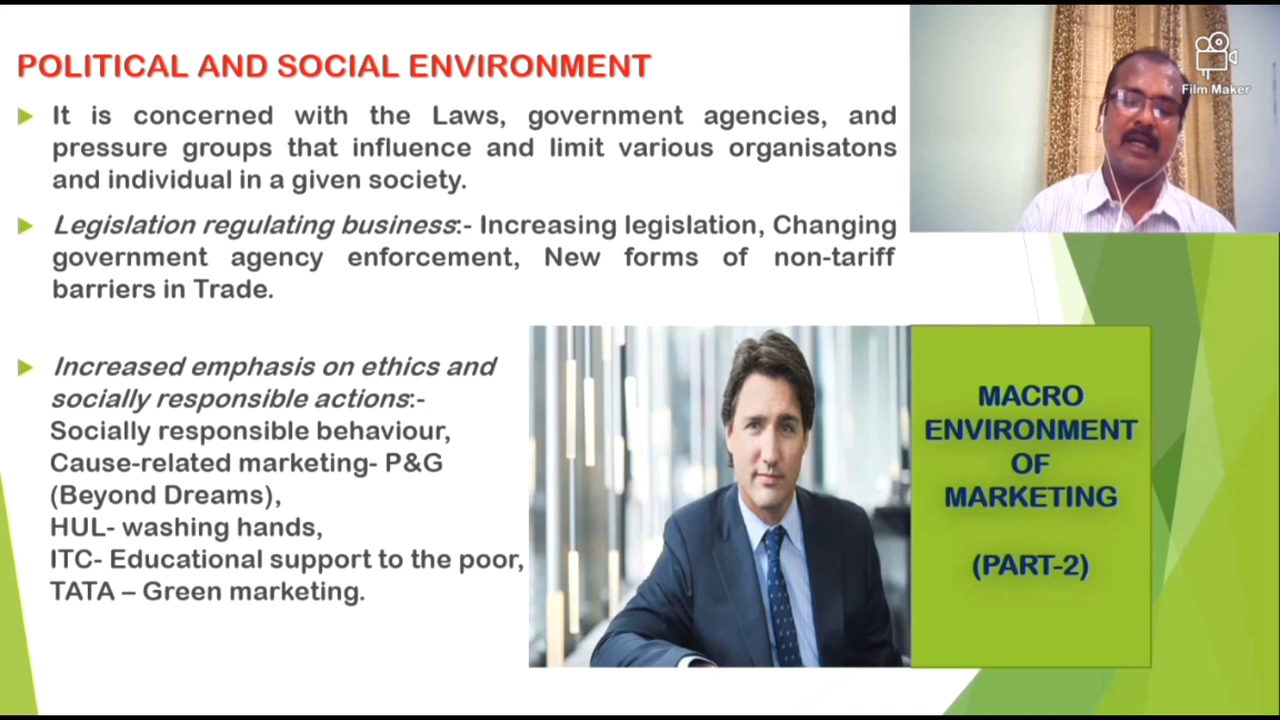 POLITICAL AND SOCIAL ENVIRONMENT
It is concerned with the Laws, government agencies, and
pressure groups that influence and limit various organisatons
and individual in a given society.
Legislation regulating business:- Increasing legislation, Changing
government agency enforcement, New forms of non-tariff
barriers in Trade.
Increased emphasis on ethics and
socially responsible actions:-
Socially responsible behaviour,
Cause-related marketing- P&G
(Beyond Dreams),
HUL- washing hands,
ITC- Educational support to the poor,
TATA – Green marketing.
MACRO
ENVIRONMENT
OF
MARKETING
(PART-2)
Film Maker